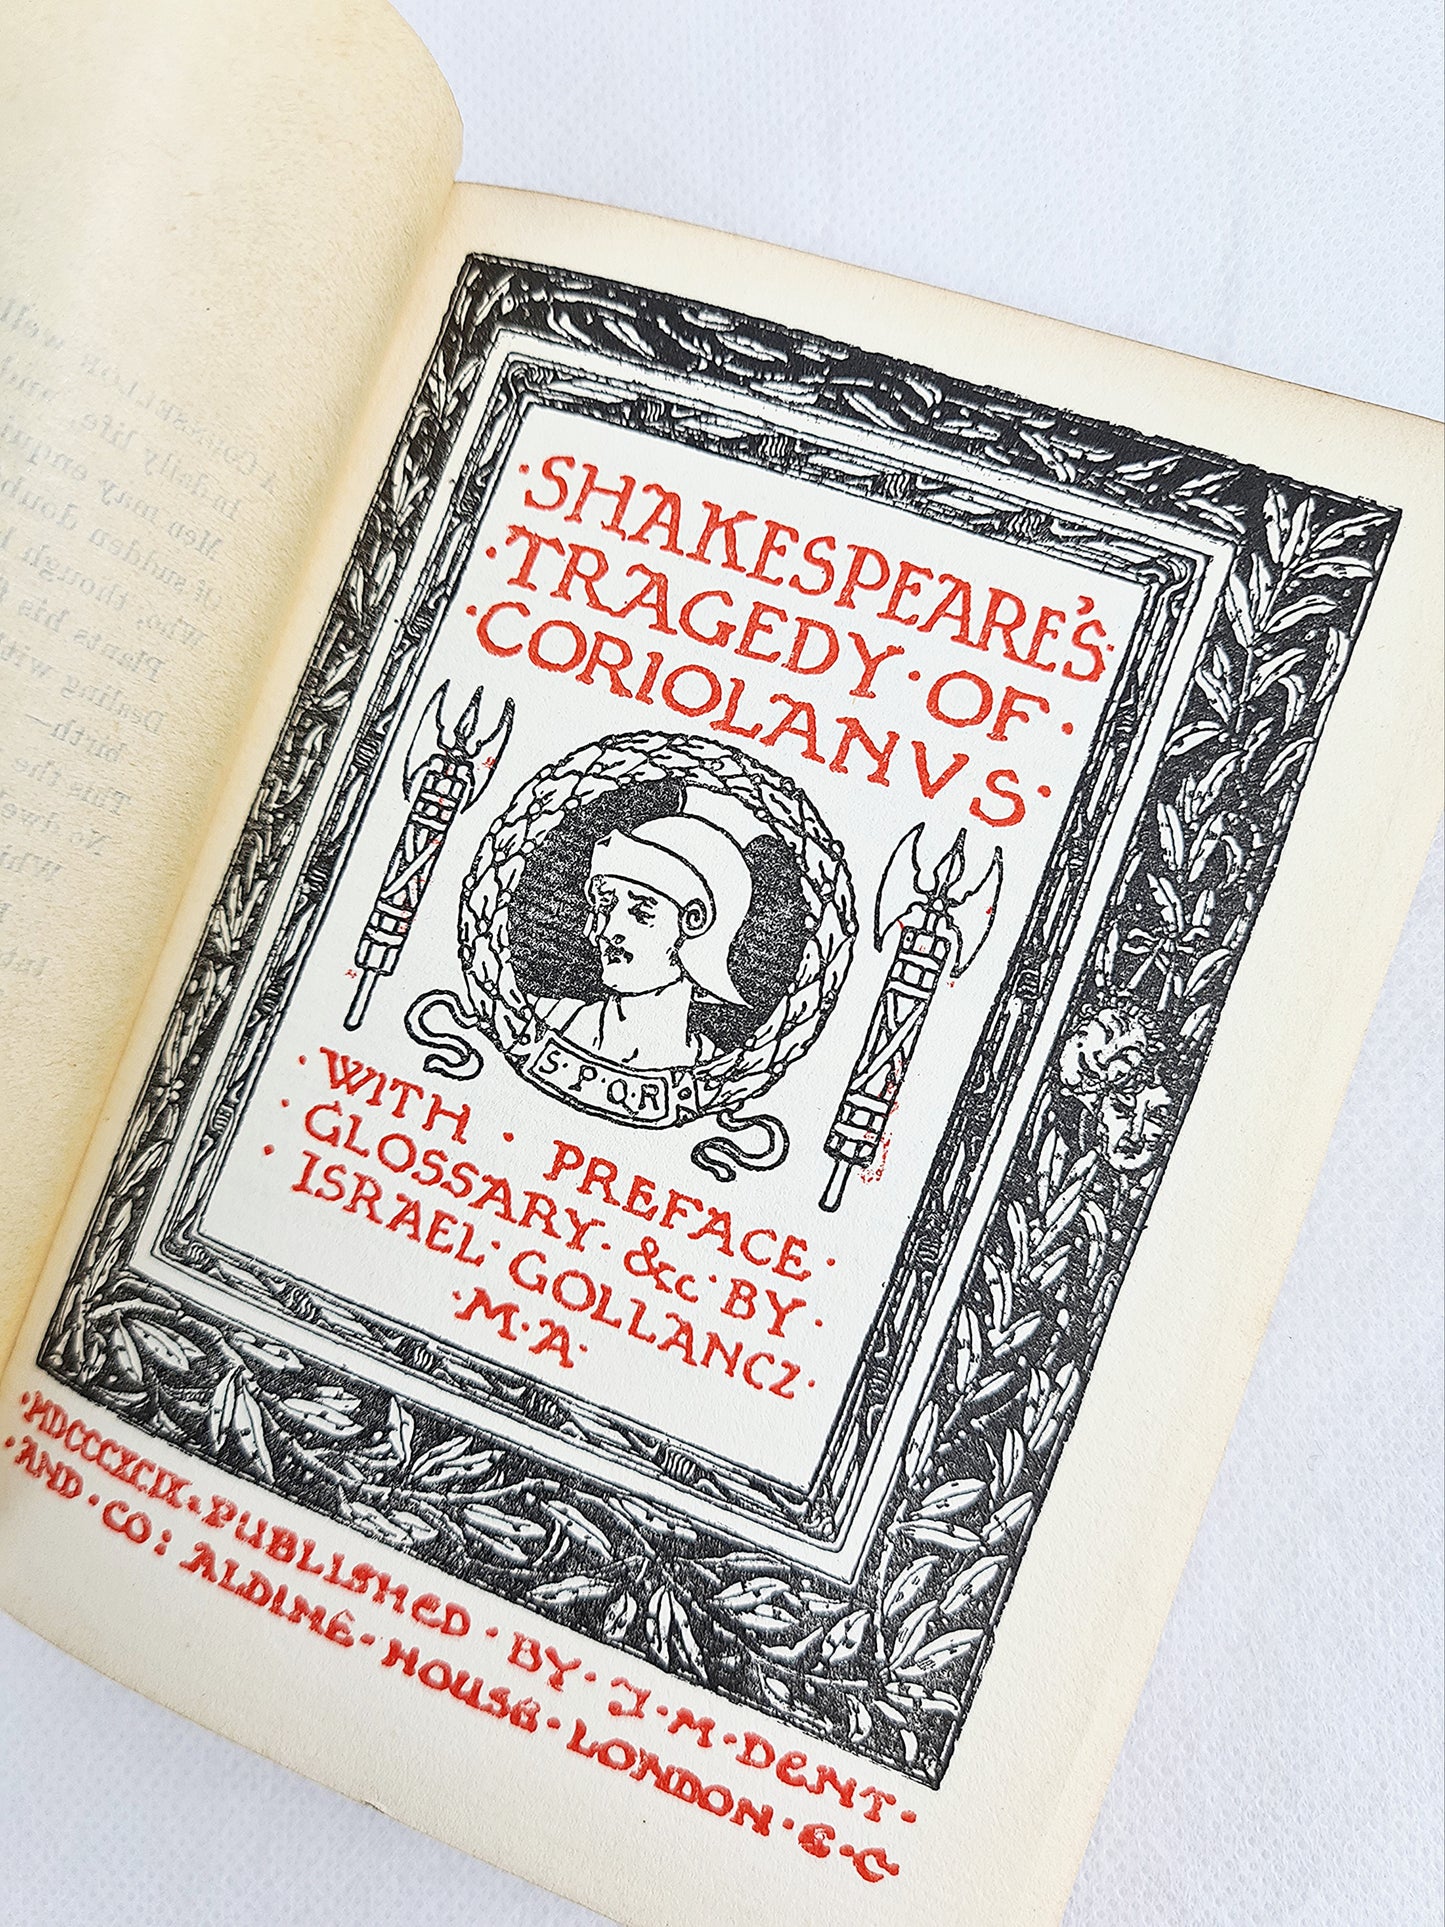 ·SHAKESPEARE'S·
·TRAGEDY·OF·
·CORIOLANVS·
S·P·Q·R·
·WITH·PREFACE·
·GLOSSARY·&c·BY·
·ISRAEL·GOLLANCZ·
·M·A·
·MDCCCXCIX·PUBLISHED·BY·J·M·DENT·
·AND·CO:ALDINE·HOUSE·LONDON·E·C